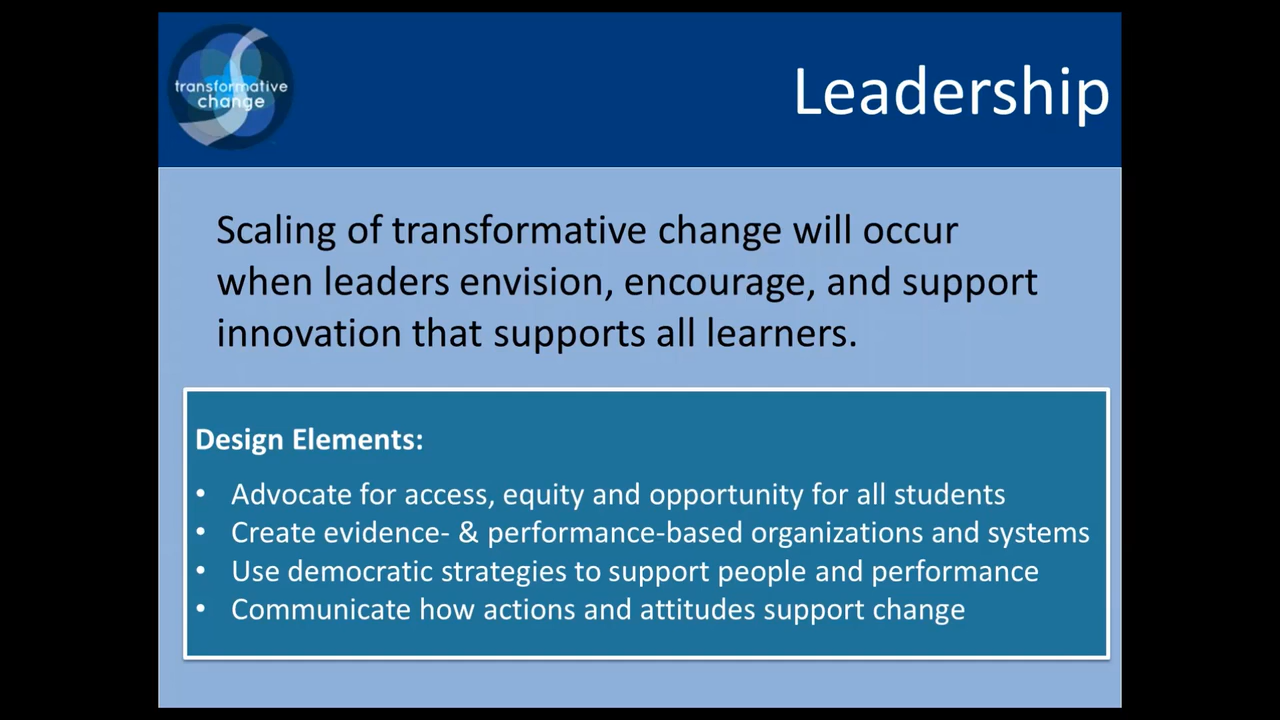 transformative
change
Leadership
Scaling of transformative change will occur
when leaders envision, encourage, and support
innovation that supports all learners.
Design Elements:
• Advocate for access, equity and opportunity for all students
• Create evidence- & performance-based organizations and systems
• Use democratic strategies to support people and performance
• Communicate how actions and attitudes support change